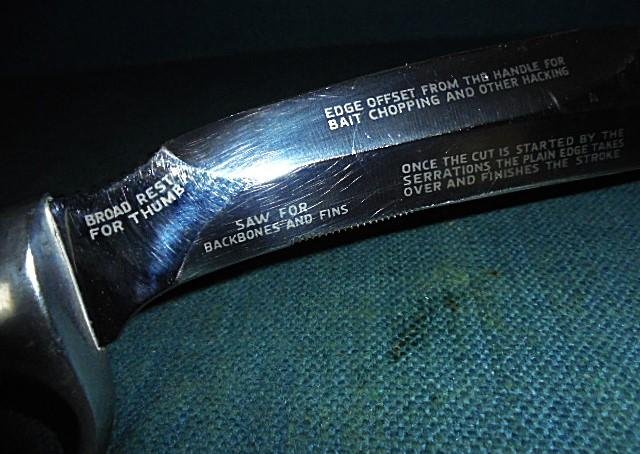 EDGE OFFSET FROM THE HANDLE FOR
BAIT CHOPPING AND OTHER HACKING
ONCE THE CUT IS STARTED BY THE
SERRATIONS THE PLAIN EDGE TAKES
OVER AND FINISHES THE STROKE
BROAD REST
FOR THUMB
SAW FOR
BACKBONES AND FINS